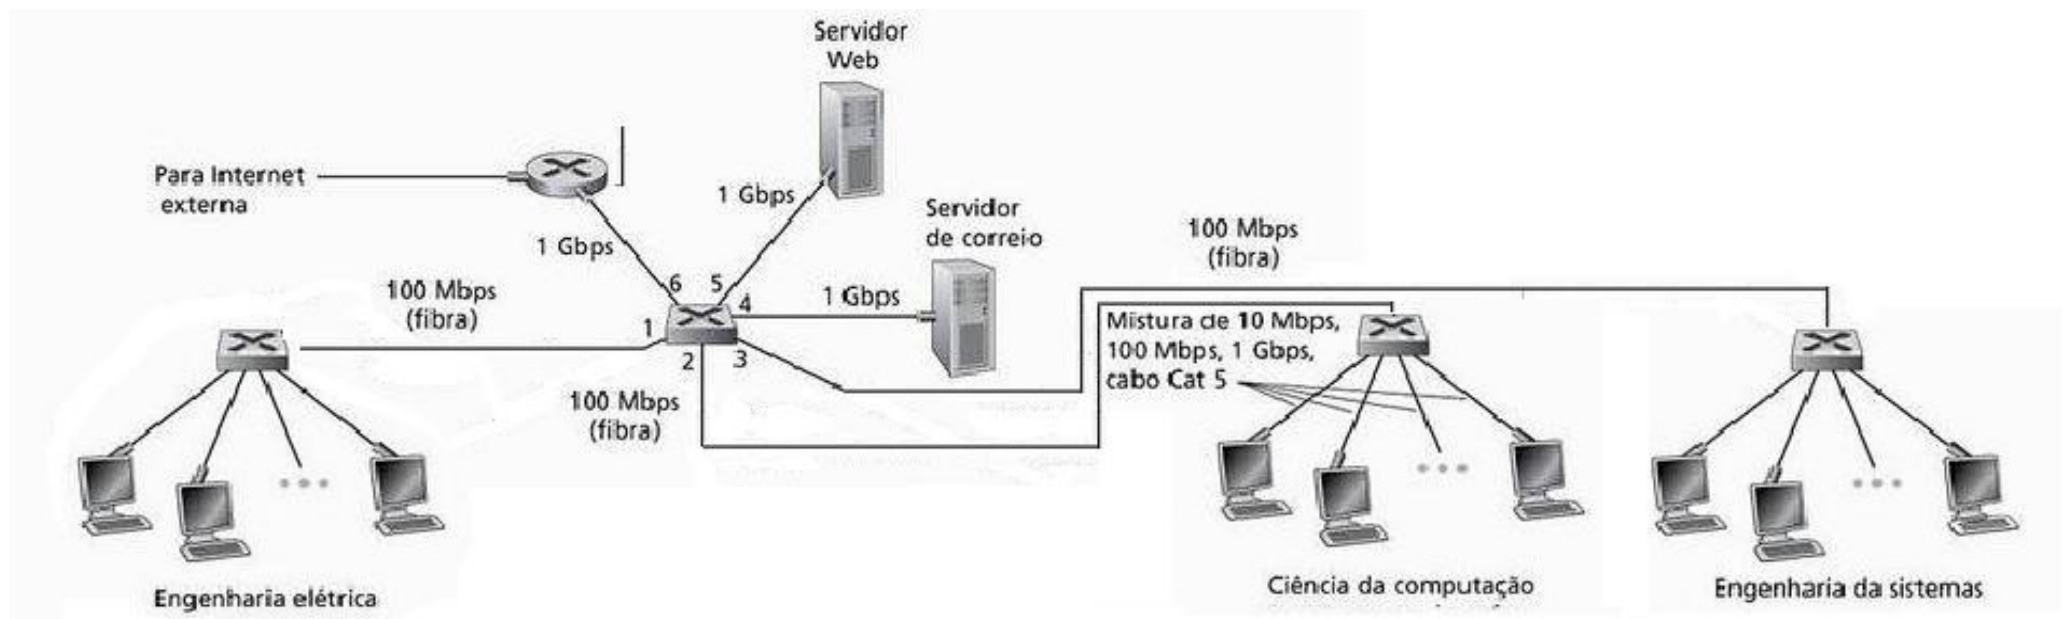 Servidor
Web
Para Internet
externa
1 Gbps
1 Gbps
Servidor
de correio
1 Gbps
100 Mbps
(fibra)
100 Mbps
(fibra)
6
5
4
1
2
3
100 Mbps
(fibra)
Mistura de 10 Mbps,
100 Mbps, 1 Gbps,
cabo Cat 5
Engenharia elétrica
Ciência da computação
Engenharia da sistemas